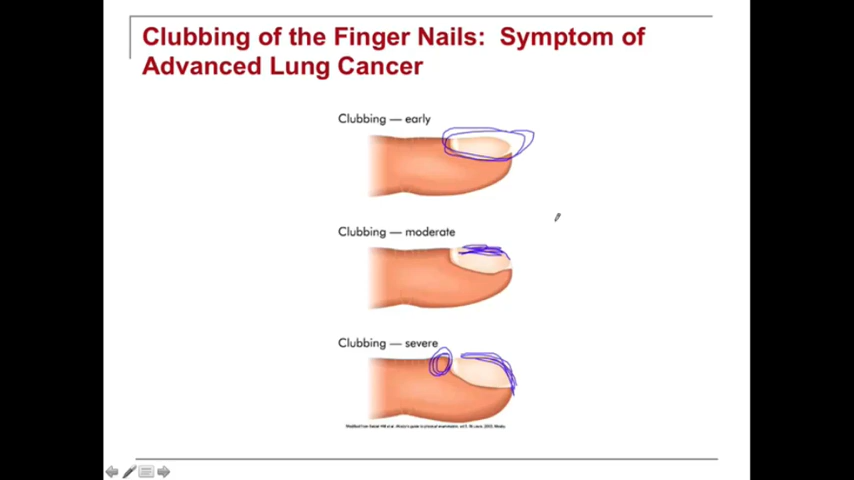 Clubbing of the Finger Nails:  Symptom of
Advanced Lung Cancer
Clubbing — early
Clubbing — moderate
Clubbing — severe